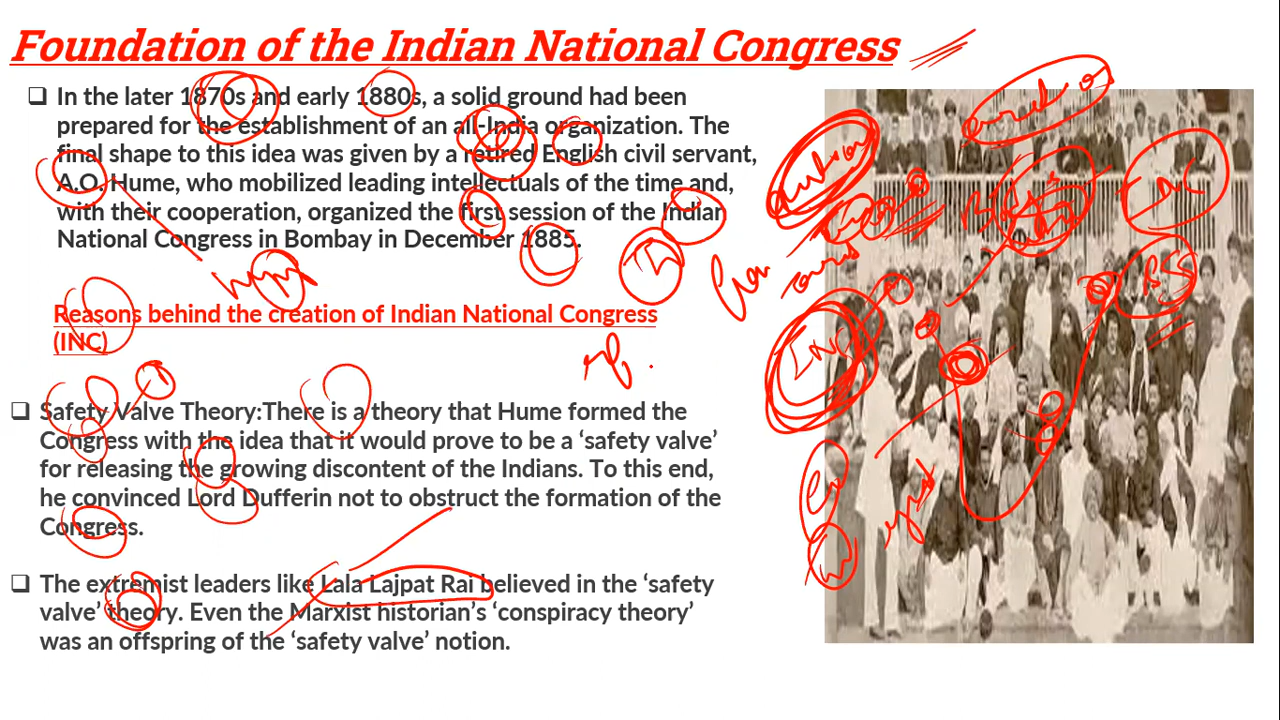 Foundation of the Indian National Congress
❑ In the later 1870s and early 1880s, a solid ground had been
prepared for the establishment of an all-India organization. The
final shape to this idea was given by a retired English civil servant,
A.O. Hume, who mobilized leading intellectuals of the time and,
with their cooperation, organized the first session of the Indian
National Congress in Bombay in December 1885.
Reasons behind the creation of Indian National Congress
(INC)
❑ Safety Valve Theory:There is a theory that Hume formed the
Congress with the idea that it would prove to be a ‘safety valve’
for releasing the growing discontent of the Indians. To this end,
he convinced Lord Dufferin not to obstruct the formation of the
Congress.
❑ The extremist leaders like Lala Lajpat Rai believed in the ‘safety
valve’ theory. Even the Marxist historian’s ‘conspiracy theory’
was an offspring of the ‘safety valve’ notion.
INC
INC